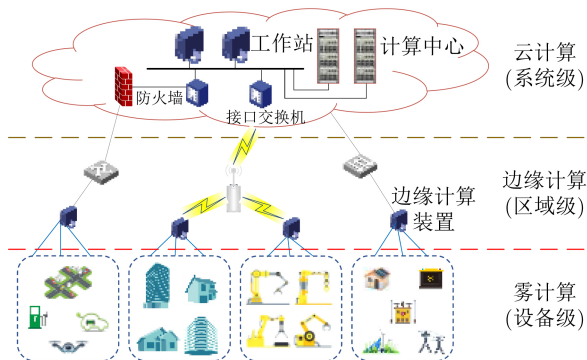 工作站
计算中心
云计算
(系统级)
防火墙
接口交换机
边缘计算
装置
边缘计算
(区域级)
雾计算
(设备级)